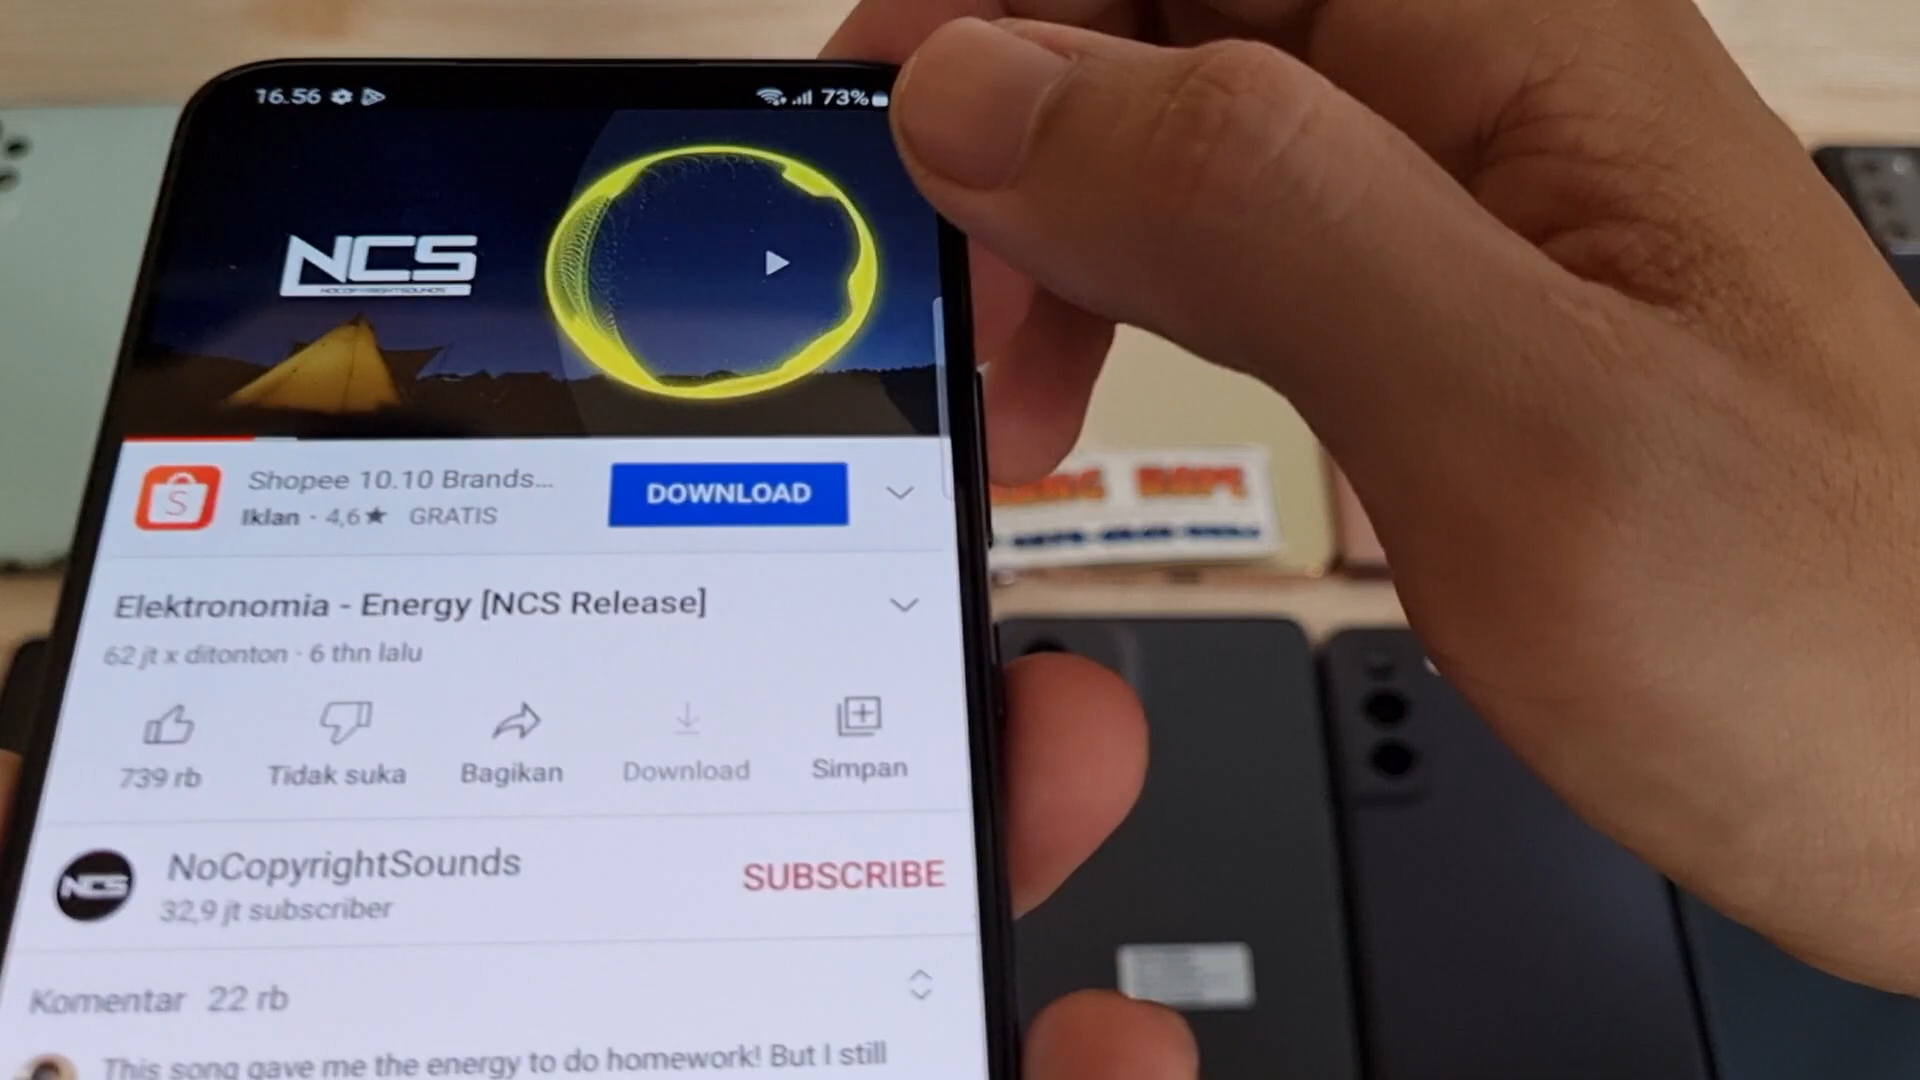 16.56
73%
NCS
NOCOPYRIGHTSOUNDS
Shopee 10.10 Brands...
Iklan · 4,6★ GRATIS
DOWNLOAD
Elektronomia - Energy [NCS Release]
62 jt x ditonton · 6 thn lalu
739 rb
Tidak suka
Bagikan
Download
Simpan
NCS
NoCopyrightSounds
32,9 jt subscriber
SUBSCRIBE
Komentar 22 rb
This song gave me the energy to do homework! But I still